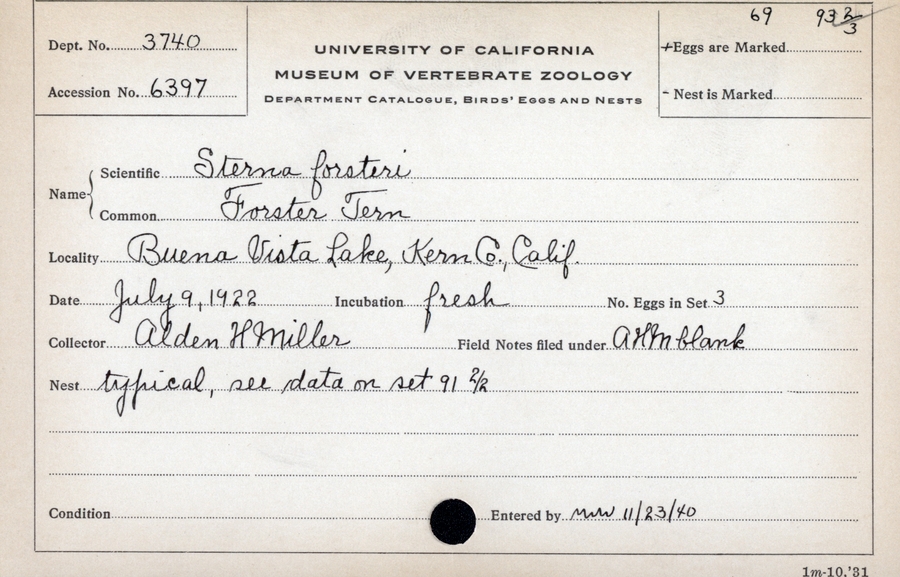 69 93 2/3
Dept. No. 3740
UNIVERSITY OF CALIFORNIA
+Eggs are Marked
MUSEUM OF VERTEBRATE ZOOLOGY
Accession No. 6397
DEPARTMENT CATALOGUE, BIRDS' EGGS AND NESTS
- Nest is Marked
Name { Scientific Sterna forsteri
Common Forster Tern
Locality Buena Vista Lake, Kern Co., Calif.
Date July 9, 1922 Incubation fresh No. Eggs in Set 3
Collector Alden H Miller Field Notes filed under AHM blank
Nest typical, see data on set 91 2/2
Condition Entered by 11/23/40
1m-10,'31